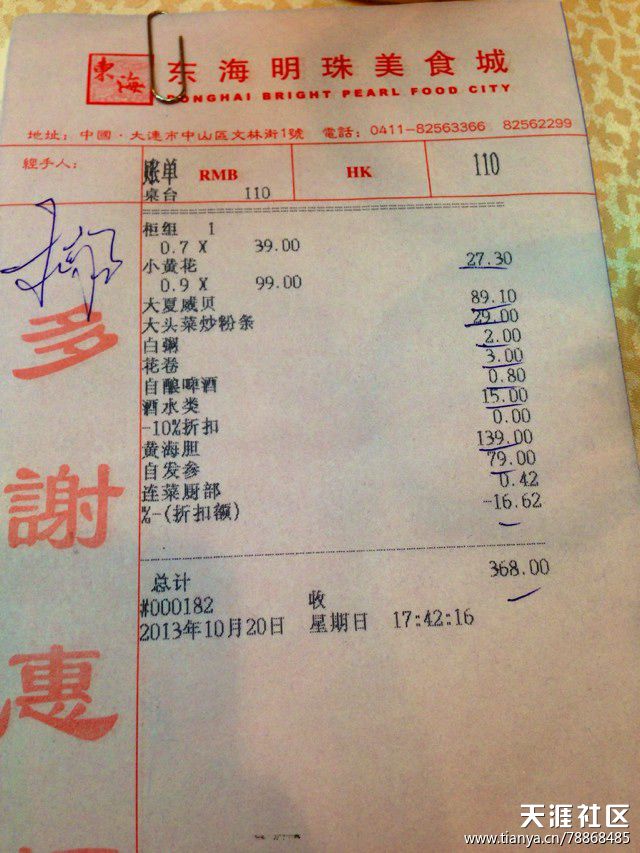 東海
东海明珠美食城
DONGHAI BRIGHT PEARL FOOD CITY
地址：中國·大連市中山區文林街1號 電話：0411-82563366 82562299
經手人： 账单 RMB HK 110
桌台 110
柜组 1
0.7 X 39.00
小黄花 27.30
0.9 X 99.00
大夏威贝 89.10
大头菜炒粉条 29.00
白粥 2.00
花卷 3.00
自酿啤酒 0.80
酒水类 15.00
-10%折扣 0.00
黄海胆 139.00
自发参 79.00
连菜厨部 0.42
%-(折扣额) -16.62
总计 368.00
#000182 收
2013年10月20日 星期日 17:42:16
多
謝
惠
天涯社区
www.tianya.cn/78868485